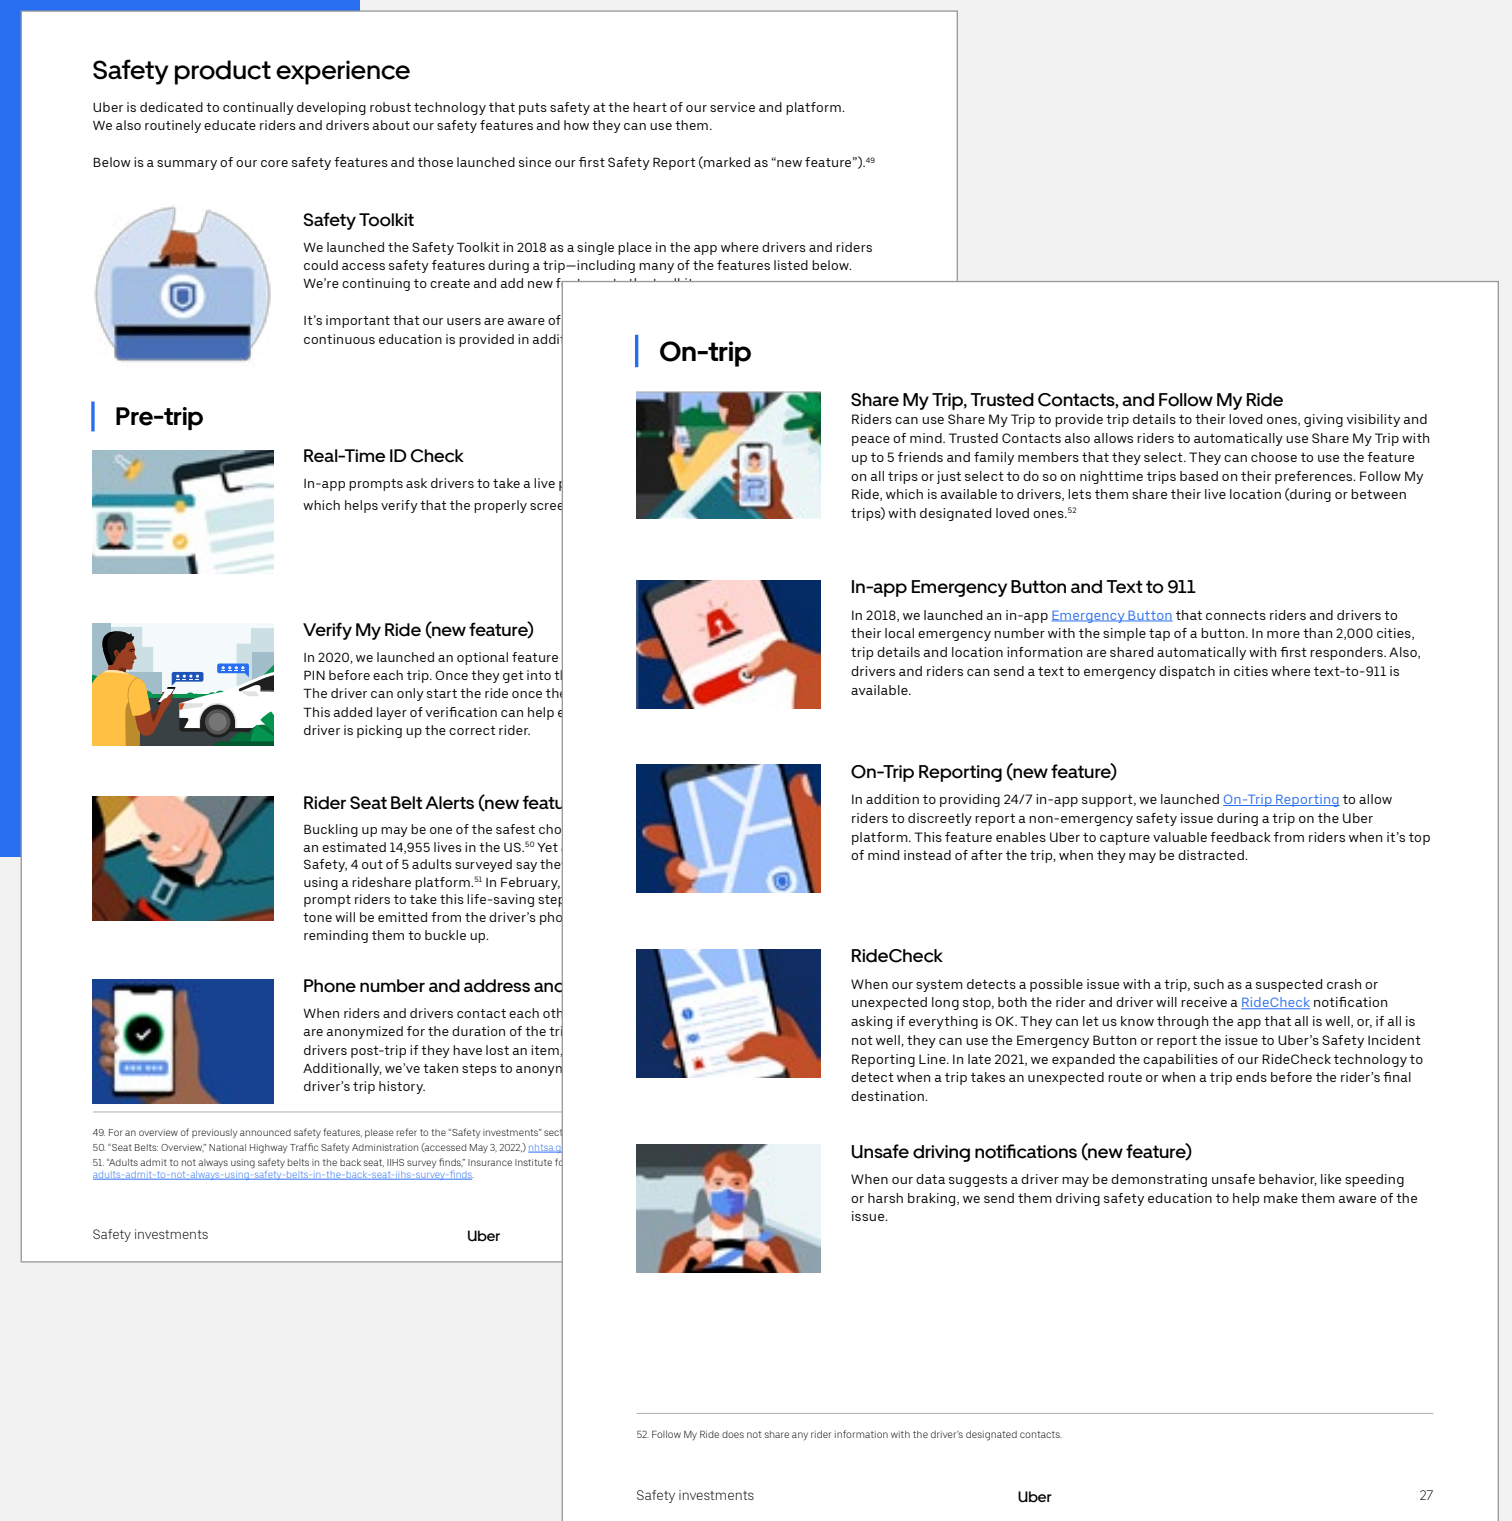 Safety product experience
Uber is dedicated to continually developing robust technology that puts safety at the heart of our service and platform.
We also routinely educate riders and drivers about our safety features and how they can use them.
Below is a summary of our core safety features and those launched since our first Safety Report (marked as “new feature”).49
Safety Toolkit
We launched the Safety Toolkit in 2018 as a single place in the app where drivers and riders
could access safety features during a trip—including many of the features listed below.
We’re continuing to create and add new
It’s important that our users are aware of
continuous education is provided in
Pre-trip
Real-Time ID Check
In-app prompts ask drivers to take a live
which helps verify that the properly
Verify My Ride (new feature)
In 2020, we launched an optional feature
PIN before each trip. Once they get into
The driver can only start the ride once
This added layer of verification can help
driver is picking up the correct rider.
Rider Seat Belt Alerts (new
Buckling up may be one of the safest
an estimated 14,955 lives in the US.50 Yet
Safety, 4 out of 5 adults surveyed say
using a rideshare platform.51 In February,
prompt riders to take this life-saving
tone will be emitted from the driver’s
reminding them to buckle up.
Phone number and address
When riders and drivers contact each
are anonymized for the duration of the
drivers post-trip if they have lost an item,
Additionally, we’ve taken steps to
driver’s trip history.
49. For an overview of previously announced safety features, please refer to the “Safety investments”
50. “Seat Belts: Overview,” National Highway Traffic Safety Administration (accessed May 3, 2022,)
51. “Adults admit to not always using safety belts in the back seat, IIHS survey finds,” Insurance Institute
adults-admit-to-not-always-using-safety-belts-in-the-back-seat-iihs-survey-finds.
Safety investments
Uber
On-trip
Share My Trip, Trusted Contacts, and Follow My Ride
Riders can use Share My Trip to provide trip details to their loved ones, giving visibility and
peace of mind. Trusted Contacts also allows riders to automatically use Share My Trip with
up to 5 friends and family members that they select. They can choose to use the feature
on all trips or just select to do so on nighttime trips based on their preferences. Follow My
Ride, which is available to drivers, lets them share their live location (during or between
trips) with designated loved ones.52
In-app Emergency Button and Text to 911
In 2018, we launched an in-app Emergency Button that connects riders and drivers to
their local emergency number with the simple tap of a button. In more than 2,000 cities,
trip details and location information are shared automatically with first responders. Also,
drivers and riders can send a text to emergency dispatch in cities where text-to-911 is
available.
On-Trip Reporting (new feature)
In addition to providing 24/7 in-app support, we launched On-Trip Reporting to allow
riders to discreetly report a non-emergency safety issue during a trip on the Uber
platform. This feature enables Uber to capture valuable feedback from riders when it’s top
of mind instead of after the trip, when they may be distracted.
RideCheck
When our system detects a possible issue with a trip, such as a suspected crash or
unexpected long stop, both the rider and driver will receive a RideCheck notification
asking if everything is OK. They can let us know through the app that all is well, or, if all is
not well, they can use the Emergency Button or report the issue to Uber’s Safety Incident
Reporting Line. In late 2021, we expanded the capabilities of our RideCheck technology to
detect when a trip takes an unexpected route or when a trip ends before the rider’s final
destination.
Unsafe driving notifications (new feature)
When our data suggests a driver may be demonstrating unsafe behavior, like speeding
or harsh braking, we send them driving safety education to help make them aware of the
issue.
52. Follow My Ride does not share any rider information with the driver’s designated contacts.
Safety investments
Uber
27